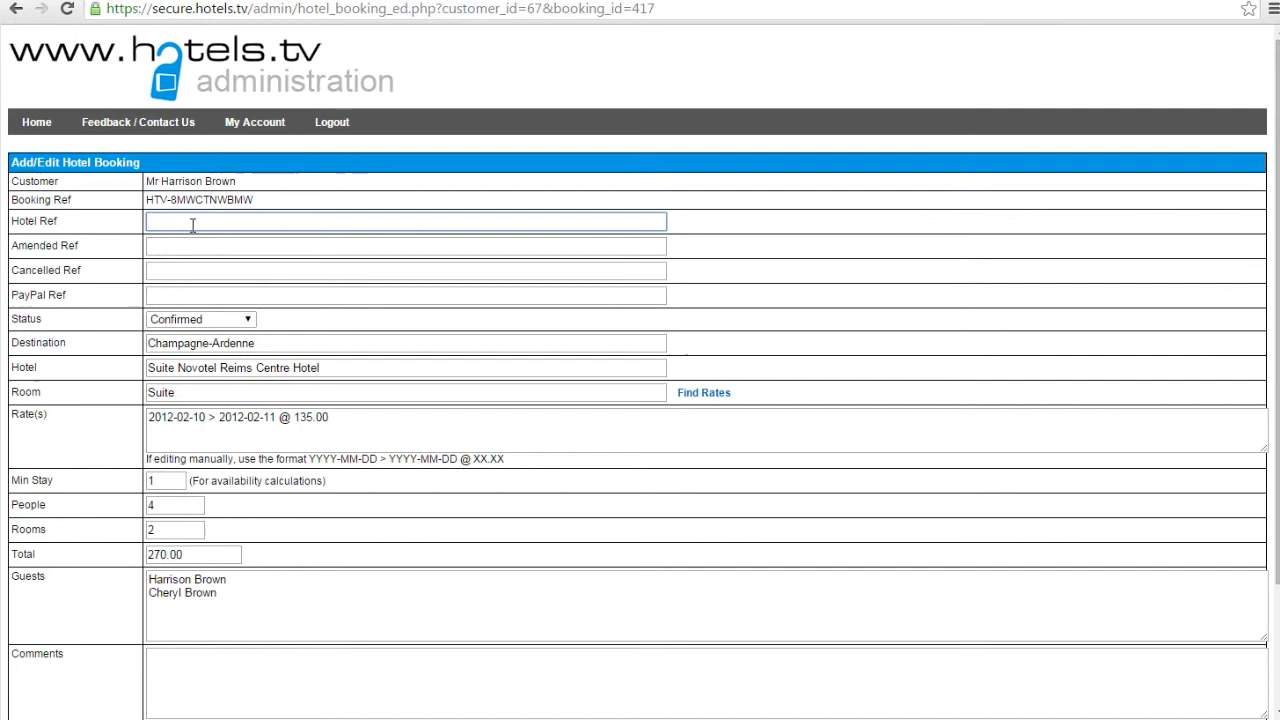 https://secure.hotels.tv/admin/hotel_booking_ed.php?customer_id=67&booking_id=417
www.hotels.tv
administration
Home Feedback / Contact Us My Account Logout
Add/Edit Hotel Booking
Customer Mr Harrison Brown
Booking Ref HTV-8MWCTNWBMW
Hotel Ref
Amended Ref
Cancelled Ref
PayPal Ref
Status Confirmed
Destination Champagne-Ardenne
Hotel Suite Novotel Reims Centre Hotel
Room Suite Find Rates
Rate(s) 2012-02-10 > 2012-02-11 @ 135.00
If editing manually, use the format YYYY-MM-DD > YYYY-MM-DD @ XX.XX
Min Stay 1 (For availability calculations)
People 4
Rooms 2
Total 270.00
Guests Harrison Brown
Cheryl Brown
Comments